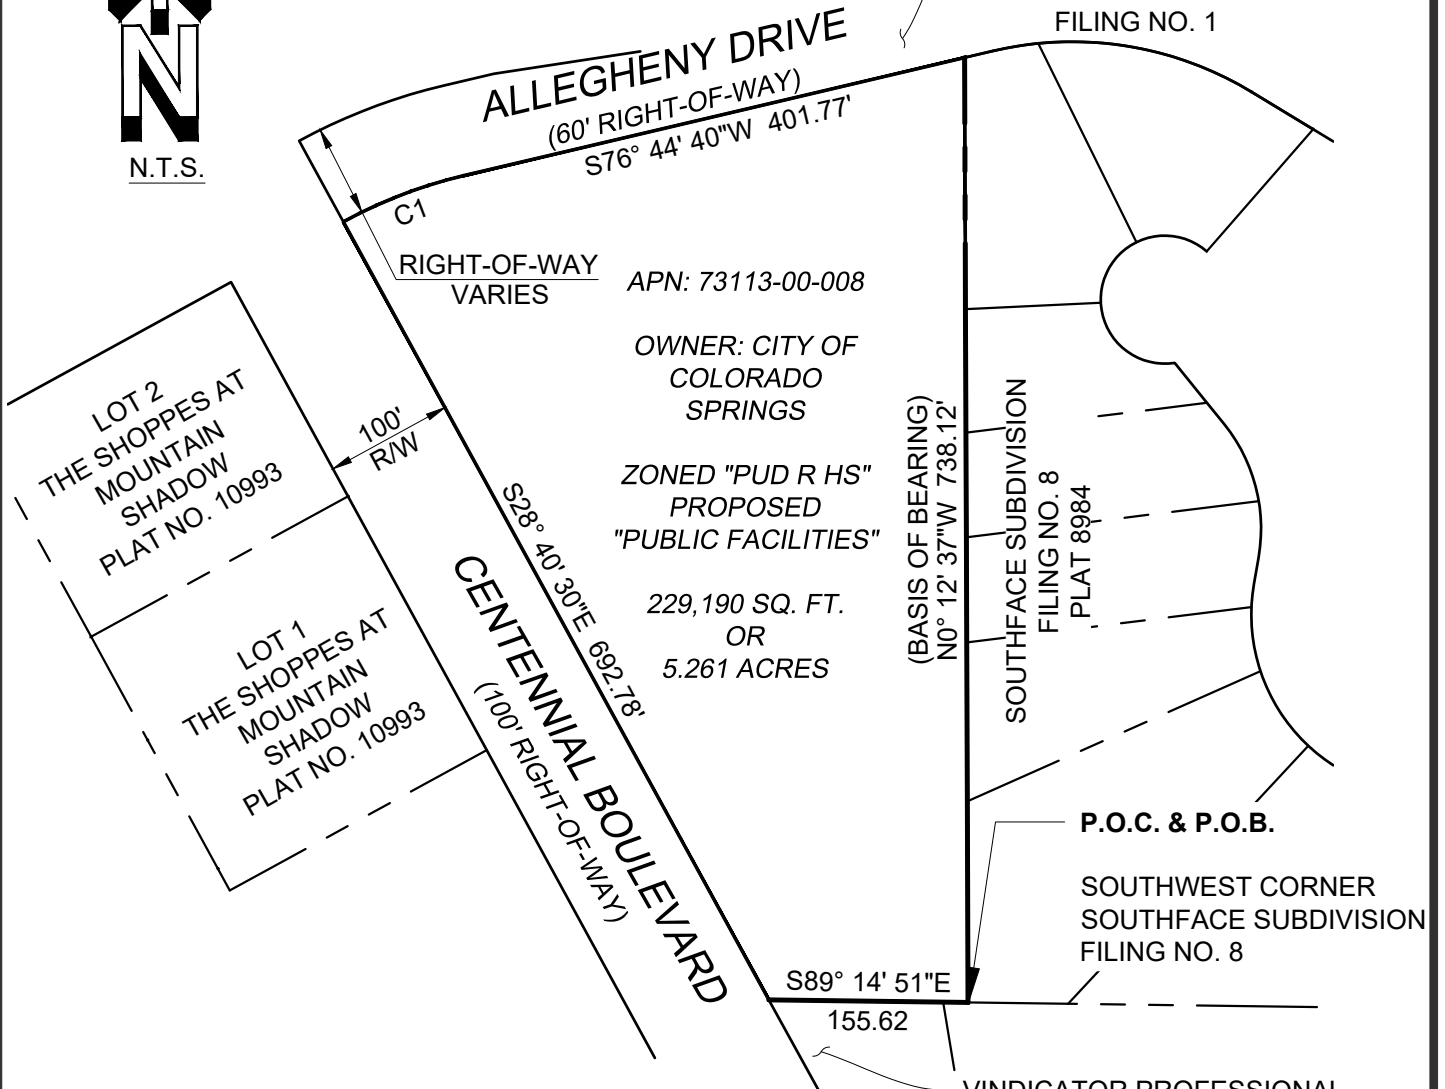 FILING NO. 1
N
N.T.S.
ALLEGHENY DRIVE
(60' RIGHT-OF-WAY)
S76° 44' 40"W 401.77'
C1
RIGHT-OF-WAY
VARIES
APN: 73113-00-008
OWNER: CITY OF
COLORADO
SPRINGS
ZONED "PUD R HS"
PROPOSED
"PUBLIC FACILITIES"
229,190 SQ. FT.
OR
5.261 ACRES
LOT 2
THE SHOPPES AT
MOUNTAIN
SHADOW
PLAT NO. 10993
100'
R/W
LOT 1
THE SHOPPES AT
MOUNTAIN
SHADOW
PLAT NO. 10993
S28° 40' 30"E 692.78'
CENTENNIAL BOULEVARD
(100' RIGHT-OF-WAY)
(BASIS OF BEARING)
N0° 12' 37"W 738.12'
SOUTHFACE SUBDIVISION
FILING NO. 8
PLAT 8984
P.O.C. & P.O.B.
SOUTHWEST CORNER
SOUTHFACE SUBDIVISION
FILING NO. 8
S89° 14' 51"E
155.62
VINDICATOR PROFESSIONAL